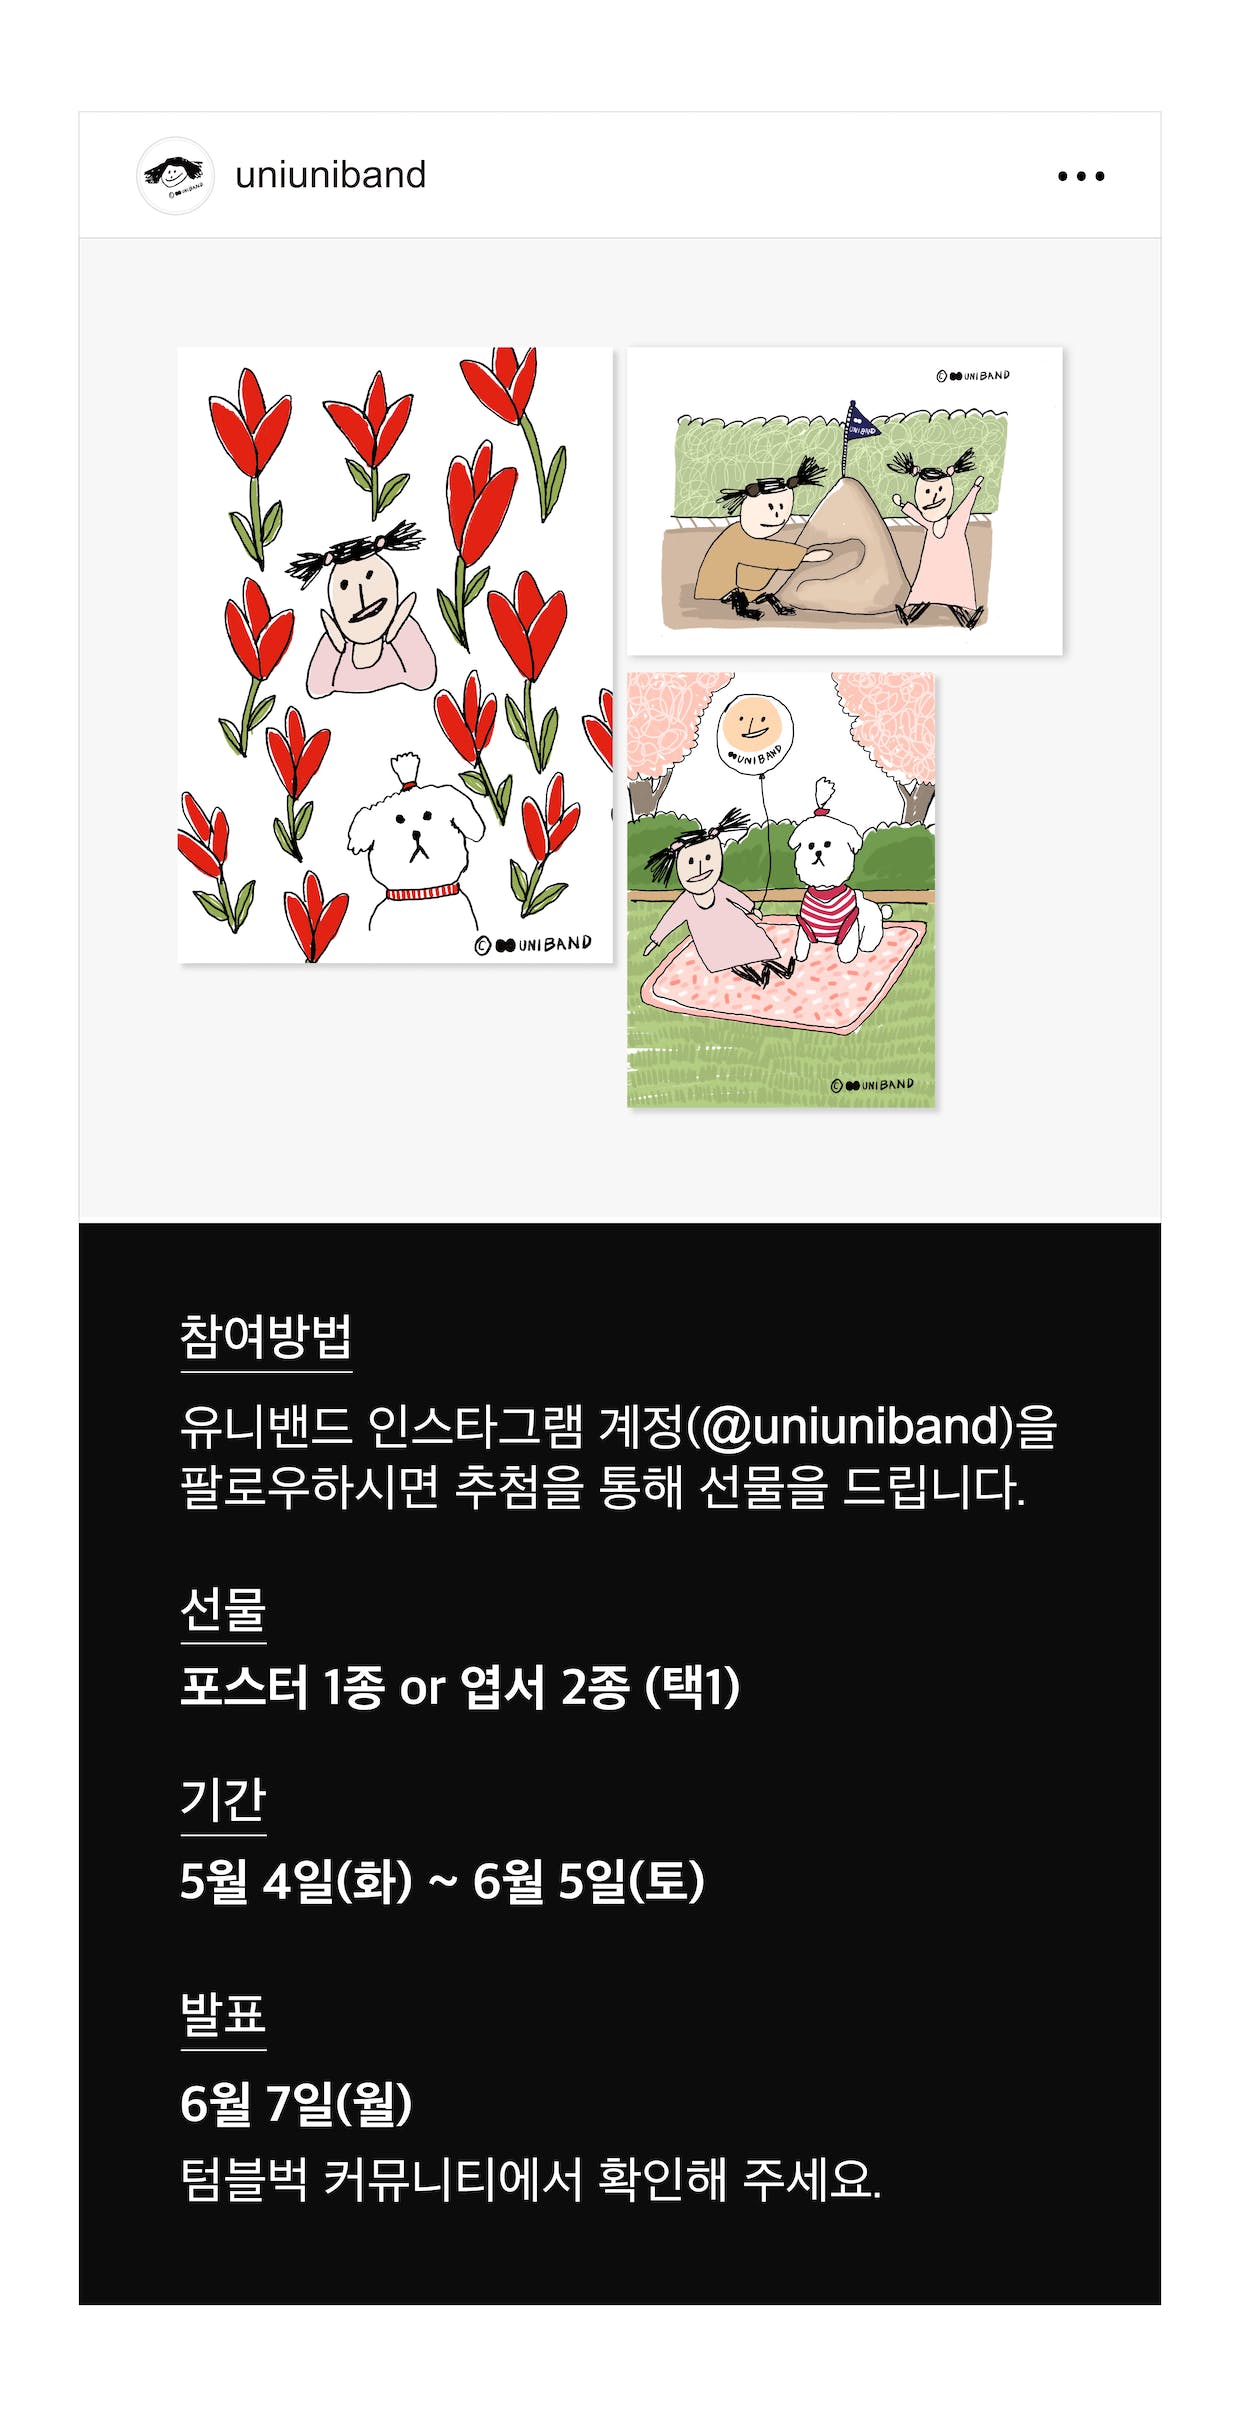 uniuniband
© UNIBAND
UNIBAND
© UNIBAND
UNIBAND
© UNIBAND
참여방법
유니밴드 인스타그램 계정(@uniuniband)을
팔로우하시면 추첨을 통해 선물을 드립니다.
선물
포스터 1종 or 엽서 2종 (택1)
기간
5월 4일(화) ~ 6월 5일(토)
발표
6월 7일(월)
텀블벅 커뮤니티에서 확인해 주세요.